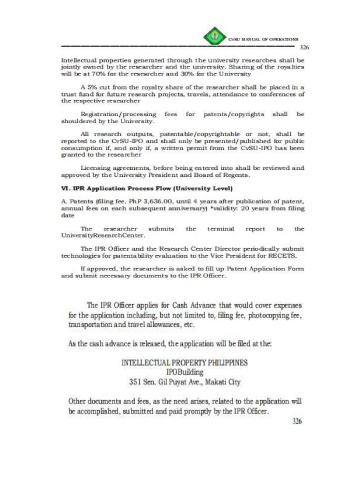 CvSU MANUAL OF OPERATIONS
326
Intellectual properties generated through the university researches shall be
jointly owned by the researcher and the university. Sharing of the royalties
will be at 70% for the researcher and 30% for the University
A 5% cut from the royalty share of the researcher shall be placed in a
trust fund for future research projects, travels, attendance to conferences of
the respective researcher
Registration/processing fees for patents/copyrights shall be
shouldered by the University.
All research outputs, patentable/copyrightable or not, shall be
reported to the CvSU-IPO and shall only be presented/published for public
consumption if, and only if, a written permit from the CvSU-IPO has been
granted to the researcher
Licensing agreements, before being entered into shall be reviewed and
approved by the University President and Board of Regents.
VI. IPR Application Process Flow (University Level)
A. Patents (filing fee, PhP 3,636.00, until 4 years after publication of patent,
annual fees on each subsequent anniversary) *validity: 20 years from filing
date
The researcher submits the terminal report to the
UniversityResearchCenter.
The IPR Officer and the Research Center Director periodically submit
technologies for patentability evaluation to the Vice President for RECETS.
If approved, the researcher is asked to fill up Patent Application Form
and submit necessary documents to the IPR Officer.
The IPR Officer applies for Cash Advance that would cover expenses
for the application including, but not limited to, filing fee, photocopying fee,
transportation and travel allowances, etc.
As the cash advance is released, the application will be filed at the:
INTELLECTUAL PROPERTY PHILIPPINES
IPOBuilding
351 Sen. Gil Puyat Ave., Makati City
Other documents and fees, as the need arises, related to the application will
be accomplished, submitted and paid promptly by the IPR Officer.
326